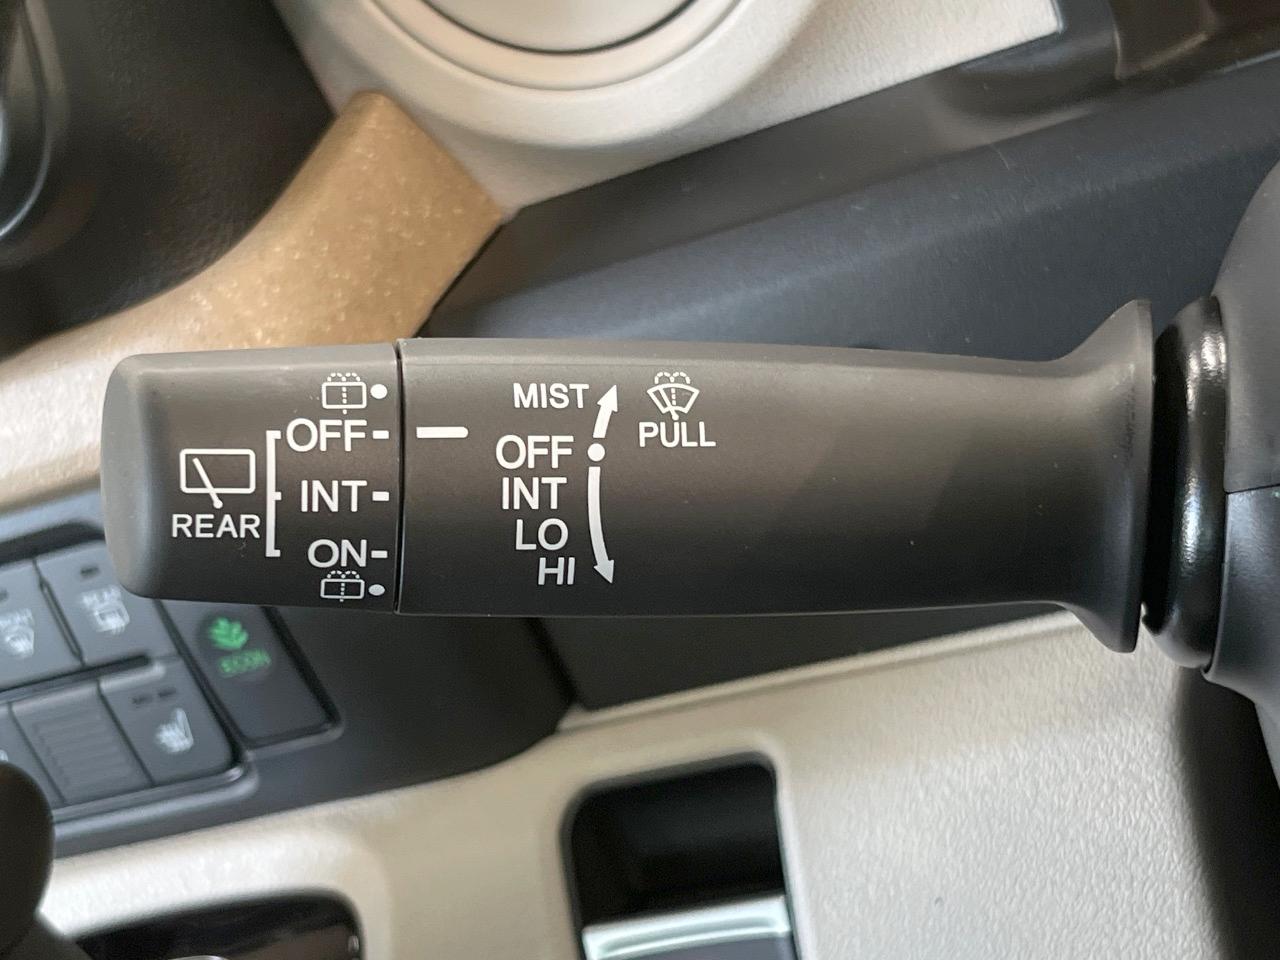 REAR
OFF
INT
ON
MIST
OFF
INT
LO
HI
PULL
ECON